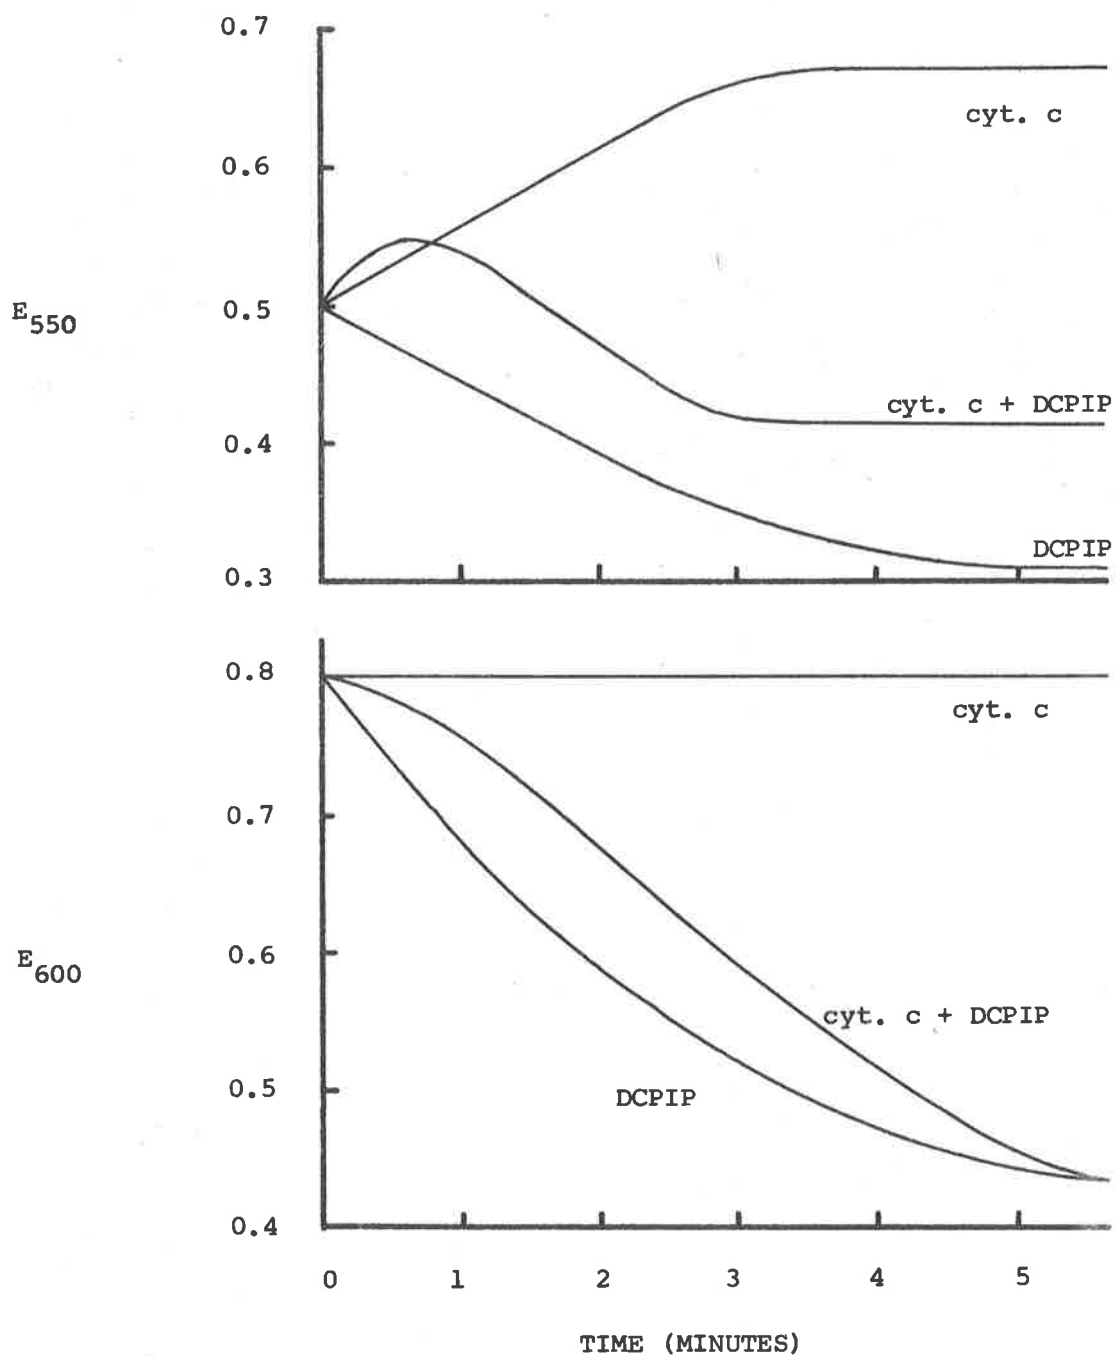 0.7
cyt. c
0.6
E550
0.5
cyt. c + DCPIP
0.4
DCPIP
0.3
0.8
cyt. c
0.7
E600
0.6
cyt. c + DCPIP
0.5
DCPIP
0.4
0 1 2 3 4 5
TIME (MINUTES)